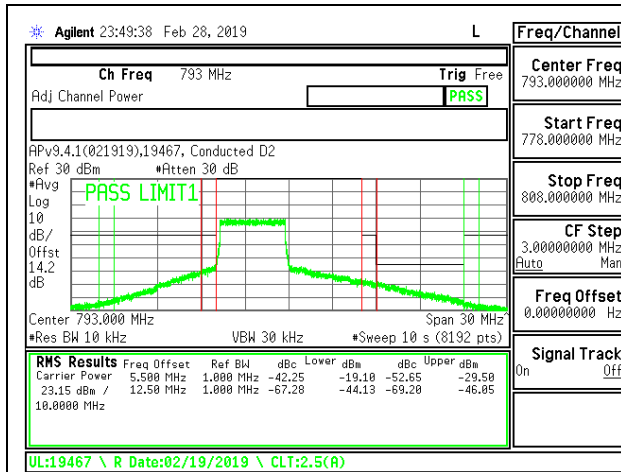 Agilent 23:49:38 Feb 28, 2019 L
Freq/Channel
Ch Freq 793 MHz Trig Free
Adj Channel Power PASS
APv9.4.1(021919),19467, Conducted D2
Ref 30 dBm #Atten 30 dB
#Avg
Log
10
dB/
Offst
14.2
dB
PASS LIMIT1
Center 793.000 MHz Span 30 MHz
#Res BW 10 kHz VBW 30 kHz #Sweep 10 s (8192 pts)
RMS Results Freq Offset Ref BW dBc Lower dBm dBc Upper dBm
Carrier Power 5.500 MHz 1.000 MHz -42.25 -19.10 -52.65 -29.50
23.15 dBm / 12.50 MHz 1.000 MHz -67.28 -44.13 -69.20 -46.05
10.0000 MHz
UL:19467 \ R Date:02/19/2019 \ CLT:2.5(A)
Center Freq
793.000000 MHz
Start Freq
778.000000 MHz
Stop Freq
808.000000 MHz
CF Step
3.00000000 MHz
Auto Man
Freq Offset
0.00000000 Hz
Signal Track
On Off